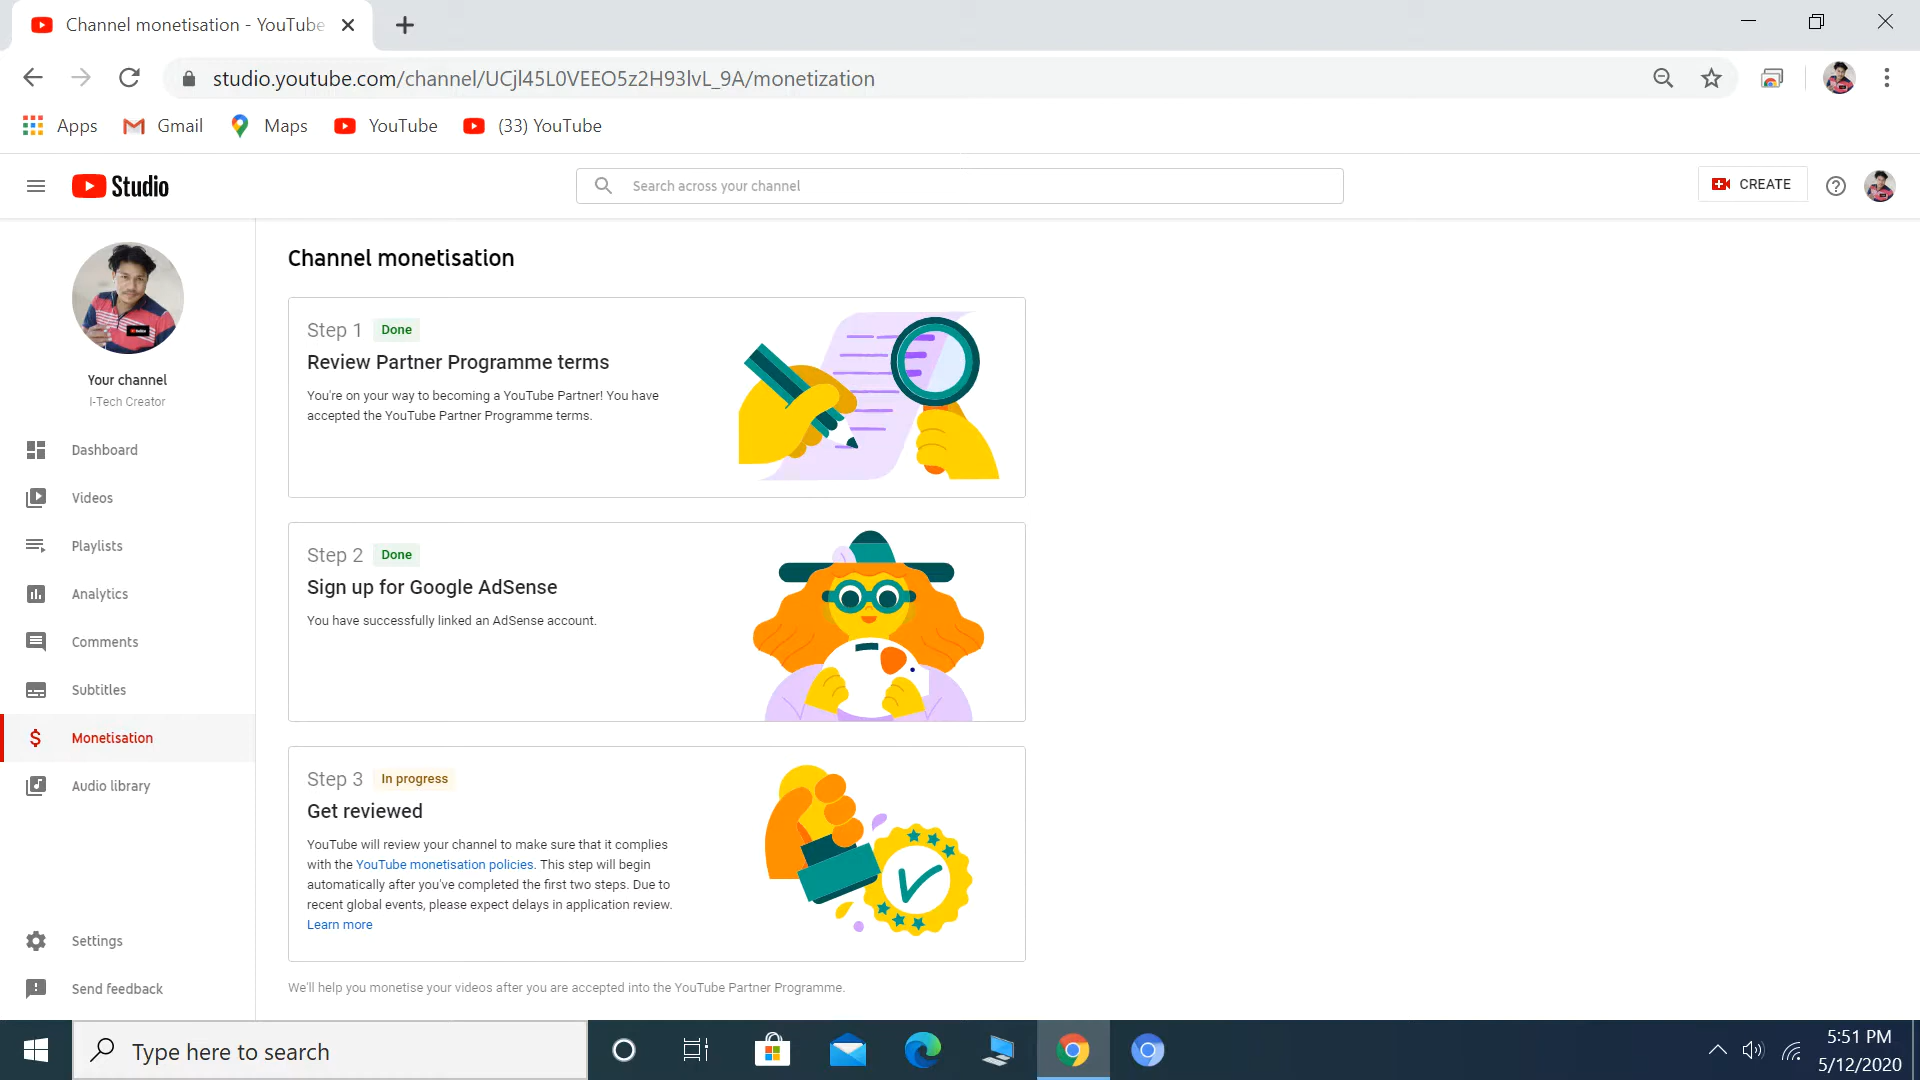 Channel monetisation - YouTube
studio.youtube.com/channel/UCjl45L0VEEO5z2H93lvL_9A/monetization
Apps
Gmail
Maps
YouTube
(33) YouTube
Studio
Search across your channel
CREATE
Your channel
I-Tech Creator
Dashboard
Videos
Playlists
Analytics
Comments
Subtitles
Monetisation
Audio library
Settings
Send feedback
Channel monetisation
Step 1 Done
Review Partner Programme terms
You're on your way to becoming a YouTube Partner! You have
accepted the YouTube Partner Programme terms.
Step 2 Done
Sign up for Google AdSense
You have successfully linked an AdSense account.
Step 3 In progress
Get reviewed
YouTube will review your channel to make sure that it complies
with the YouTube monetisation policies. This step will begin
automatically after you've completed the first two steps. Due to
recent global events, please expect delays in application review.
Learn more
We'll help you monetise your videos after you are accepted into the YouTube Partner Programme.
Type here to search
5:51 PM
5/12/2020